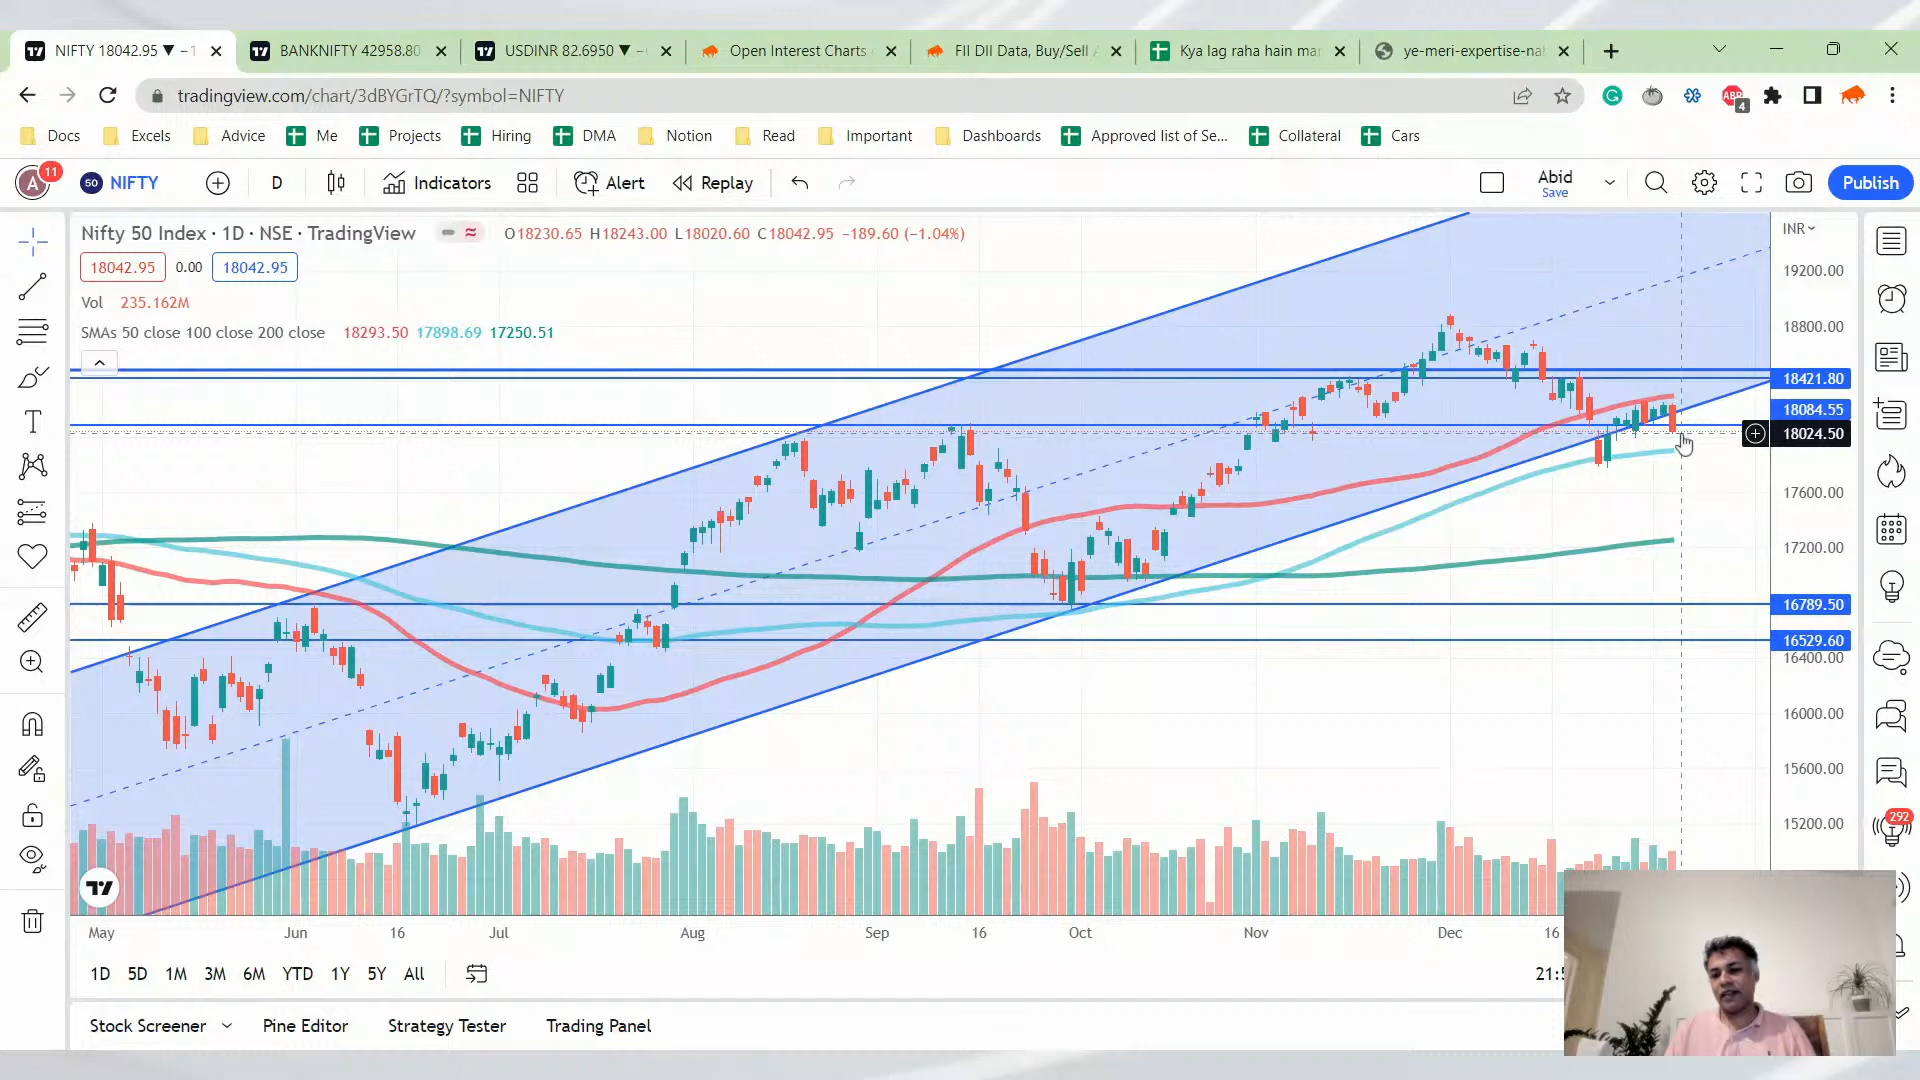 NIFTY 18042.95 ▼ −1
BANKNIFTY 42958.80
USDINR 82.6950 ▼ −
Open Interest Charts
FII DII Data, Buy/Sell
Kya lag raha hain mar
ye-meri-expertise-nah
tradingview.com/chart/3dBYGrTQ/?symbol=NIFTY
ABP
4
Docs
Excels
Advice
Me
Projects
Hiring
DMA
Notion
Read
Important
Dashboards
Approved list of Se...
Collateral
Cars
A
11
50
NIFTY
D
Indicators
Alert
Replay
Abid
Save
Publish
Nifty 50 Index · 1D · NSE · TradingView
O18230.65 H18243.00 L18020.60 C18042.95 −189.60 (−1.04%)
INR
18042.95 0.00 18042.95
Vol 235.162M
SMAs 50 close 100 close 200 close 18293.50 17898.69 17250.51
19200.00
18800.00
18421.80
18084.55
18024.50
17600.00
17200.00
16789.50
16529.60
16400.00
16000.00
15600.00
15200.00
292
May
Jun
16
Jul
Aug
Sep
16
Oct
Nov
Dec
16
1D 5D 1M 3M 6M YTD 1Y 5Y All
Stock Screener
Pine Editor
Strategy Tester
Trading Panel